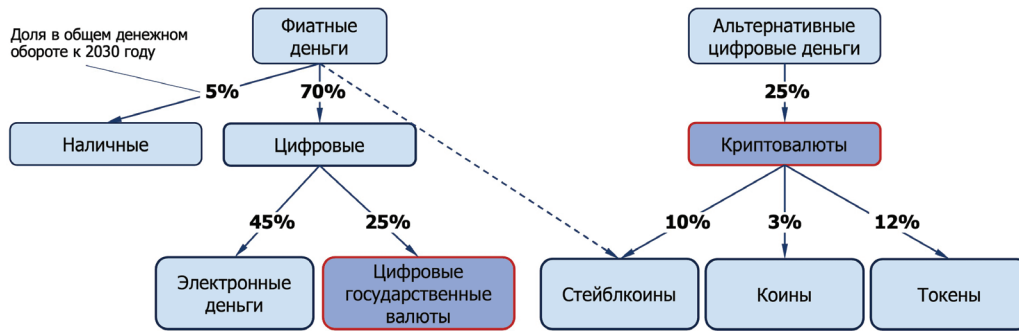 Доля в общем денежном
обороте к 2030 году
Фиатные
деньги
Альтернативные
цифровые деньги
5%
70%
25%
Наличные
Цифровые
Криптовалюты
45%
25%
10%
3%
12%
Электронные
деньги
Цифровые
государственные
валюты
Стейблкоины
Коины
Токены